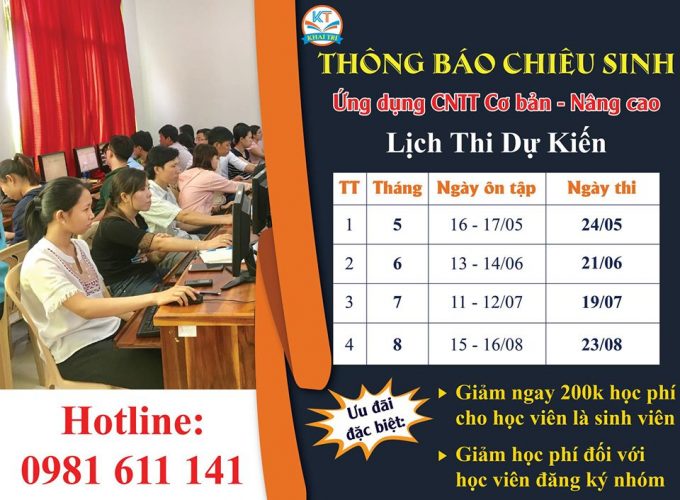 KT
KHAI TRI
THÔNG BÁO CHIÊU SINH
Ứng dụng CNTT Cơ bản - Nâng cao
Lịch Thi Dự Kiến
TT Tháng Ngày ôn tập Ngày thi
1 5 16 - 17/05 24/05
2 6 13 - 14/06 21/06
3 7 11 - 12/07 19/07
4 8 15 - 16/08 23/08
Ưu đãi
đặc biệt:
Giảm ngay 200k học phí
cho học viên là sinh viên
Giảm học phí đối với
học viên đăng ký nhóm
Hotline:
0981 611 141